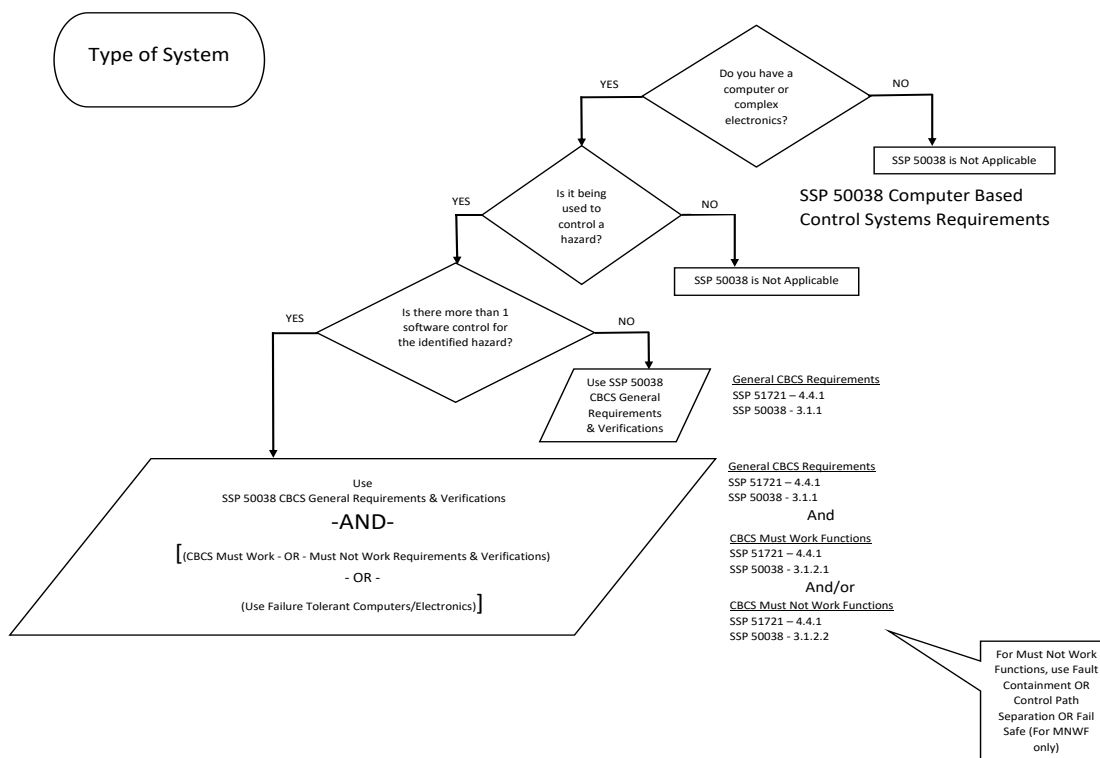 Type of System
Do you have a
computer or
complex
electronics?
YES
NO
SSP 50038 is Not Applicable
SSP 50038 Computer Based
Control Systems Requirements
Is it being
used to
control a
hazard?
YES
NO
SSP 50038 is Not Applicable
Is there more than 1
software control for
the identified hazard?
YES
NO
Use SSP 50038
CBCS General
Requirements
& Verifications
General CBCS Requirements
SSP 51721 – 4.4.1
SSP 50038 - 3.1.1
Use
SSP 50038 CBCS General Requirements & Verifications
-AND-
[(CBCS Must Work - OR - Must Not Work Requirements & Verifications)
- OR -
(Use Failure Tolerant Computers/Electronics)]
General CBCS Requirements
SSP 51721 – 4.4.1
SSP 50038 - 3.1.1
And
CBCS Must Work Functions
SSP 51721 – 4.4.1
SSP 50038 - 3.1.2.1
And/or
CBCS Must Not Work Functions
SSP 51721 – 4.4.1
SSP 50038 - 3.1.2.2
For Must Not Work
Functions, use Fault
Containment OR
Control Path
Separation OR Fail
Safe (For MNWF
only)